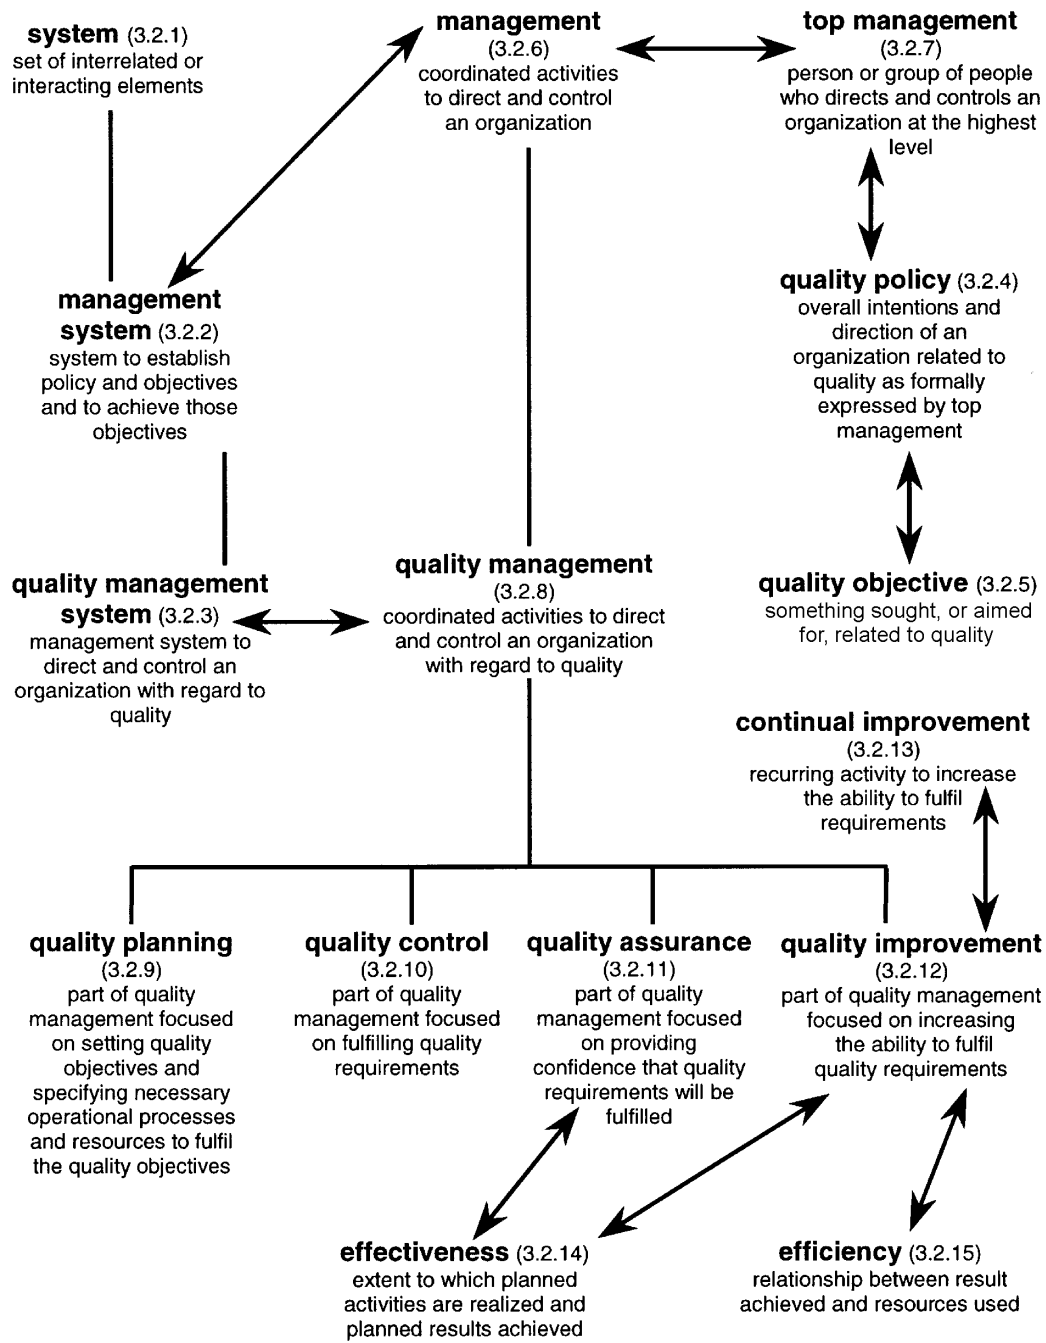 system (3.2.1)
set of interrelated or
interacting elements
management
(3.2.6)
coordinated activities
to direct and control
an organization
top management
(3.2.7)
person or group of people
who directs and controls an
organization at the highest
level
management
system (3.2.2)
system to establish
policy and objectives
and to achieve those
objectives
quality policy (3.2.4)
overall intentions and
direction of an
organization related to
quality as formally
expressed by top
management
quality management
system (3.2.3)
management system to
direct and control an
organization with regard to
quality
quality management
(3.2.8)
coordinated activities to direct
and control an organization
with regard to quality
quality objective (3.2.5)
something sought, or aimed
for, related to quality
continual improvement
(3.2.13)
recurring activity to increase
the ability to fulfil
requirements
quality planning
(3.2.9)
part of quality
management focused
on setting quality
objectives and
specifying necessary
operational processes
and resources to fulfil
the quality objectives
quality control
(3.2.10)
part of quality
management focused
on fulfilling quality
requirements
quality assurance
(3.2.11)
part of quality
management focused
on providing
confidence that quality
requirements will be
fulfilled
quality improvement
(3.2.12)
part of quality management
focused on increasing
the ability to fulfil
quality requirements
effectiveness (3.2.14)
extent to which planned
activities are realized and
planned results achieved
efficiency (3.2.15)
relationship between result
achieved and resources used